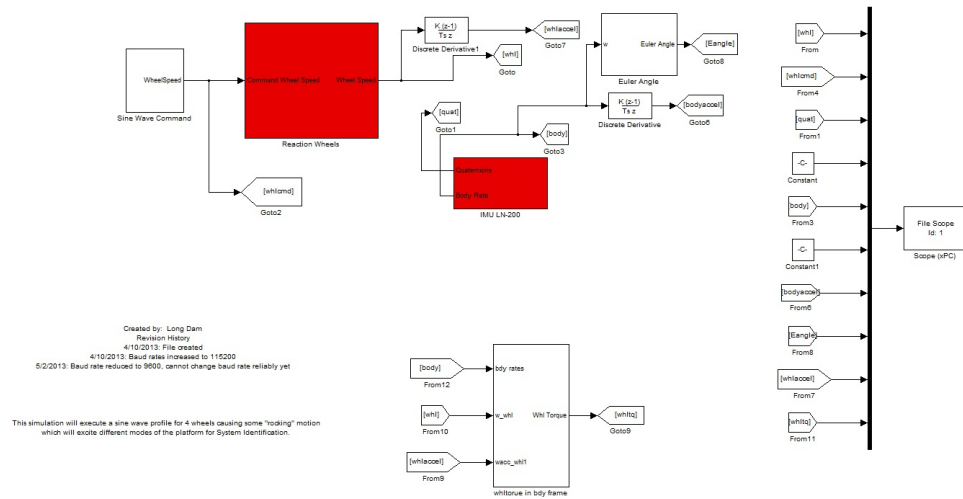 WheelSpeed
Sine Wave Command
Command Wheel Speed
Wheel Speed
Reaction Wheels
K (z-1)
Ts z
Discrete Derivative1
[whlaccel]
Goto7
[whl]
Goto
[whlcmd]
Goto2
[quat]
Goto1
[body]
Goto3
Quaternions
Body Rate
IMU LN-200
w
Euler Angle
Euler Angle
[Eangle]
Goto8
K (z-1)
Ts z
Discrete Derivative
[bodyaccel]
Goto6
[whl]
From
[whlcmd]
From4
[quat]
From1
-C-
Constant
[body]
From3
-C-
Constant1
[bodyaccel]
From6
[Eangle]
From8
[whlaccel]
From7
[whltq]
From11
File Scope
Id: 1
Scope (xPC)
Created by: Long Dam
Revision History
4/10/2013: File created
4/10/2013: Baud rates increased to 115200
5/2/2013: Baud rate reduced to 9600, cannot change baud rate reliably yet
This simulation will execute a sine wave profile for 4 wheels causing some "rocking" motion
which will excite different modes of the platform for System Identification.
[body]
From12
[whl]
From10
[whlaccel]
From9
bdy rates
w_whl
wacc_whl1
Whl Torque
whltorue in bdy frame
[whltq]
Goto9